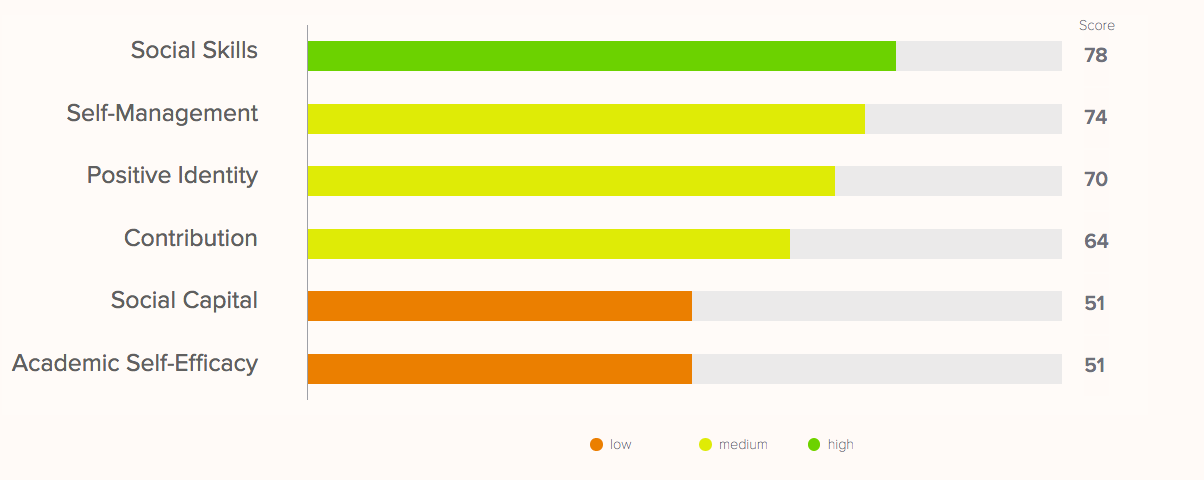 Score
Social Skills 78
Self-Management 74
Positive Identity 70
Contribution 64
Social Capital 51
Academic Self-Efficacy 51
low medium high